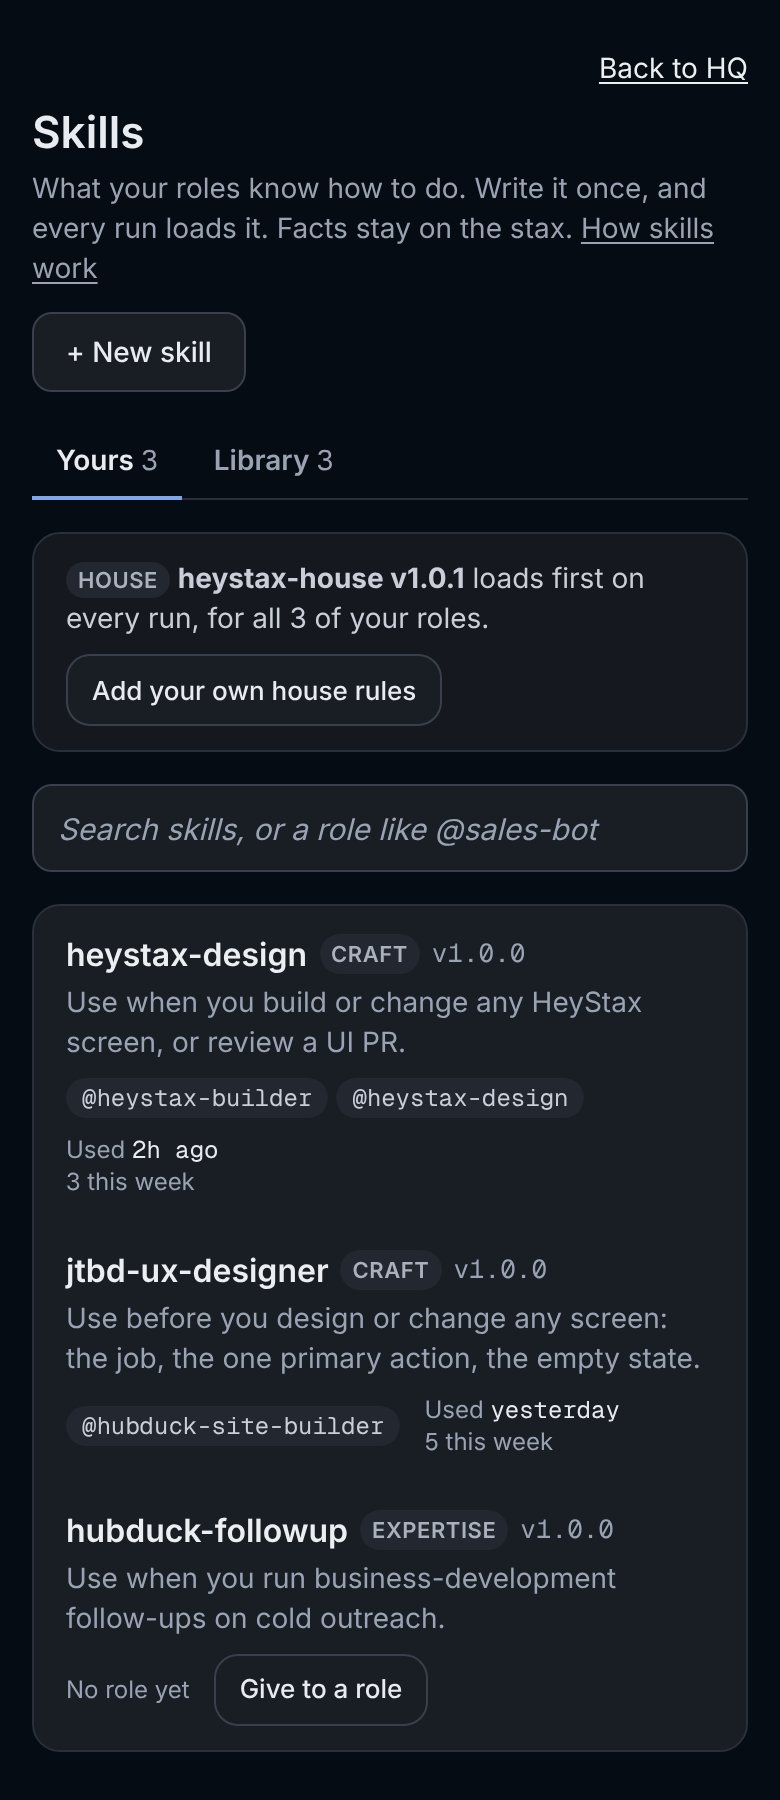 Back to HQ
Skills
What your roles know how to do. Write it once, and
every run loads it. Facts stay on the stax. How skills
work
+ New skill
Yours 3 Library 3
HOUSE heystax-house v1.0.1 loads first on
every run, for all 3 of your roles.
Add your own house rules
Search skills, or a role like @sales-bot
heystax-design CRAFT v1.0.0
Use when you build or change any HeyStax
screen, or review a UI PR.
@heystax-builder @heystax-design
Used 2h ago
3 this week
jtbd-ux-designer CRAFT v1.0.0
Use before you design or change any screen:
the job, the one primary action, the empty state.
@hubduck-site-builder
Used yesterday
5 this week
hubduck-followup EXPERTISE v1.0.0
Use when you run business-development
follow-ups on cold outreach.
No role yet Give to a role